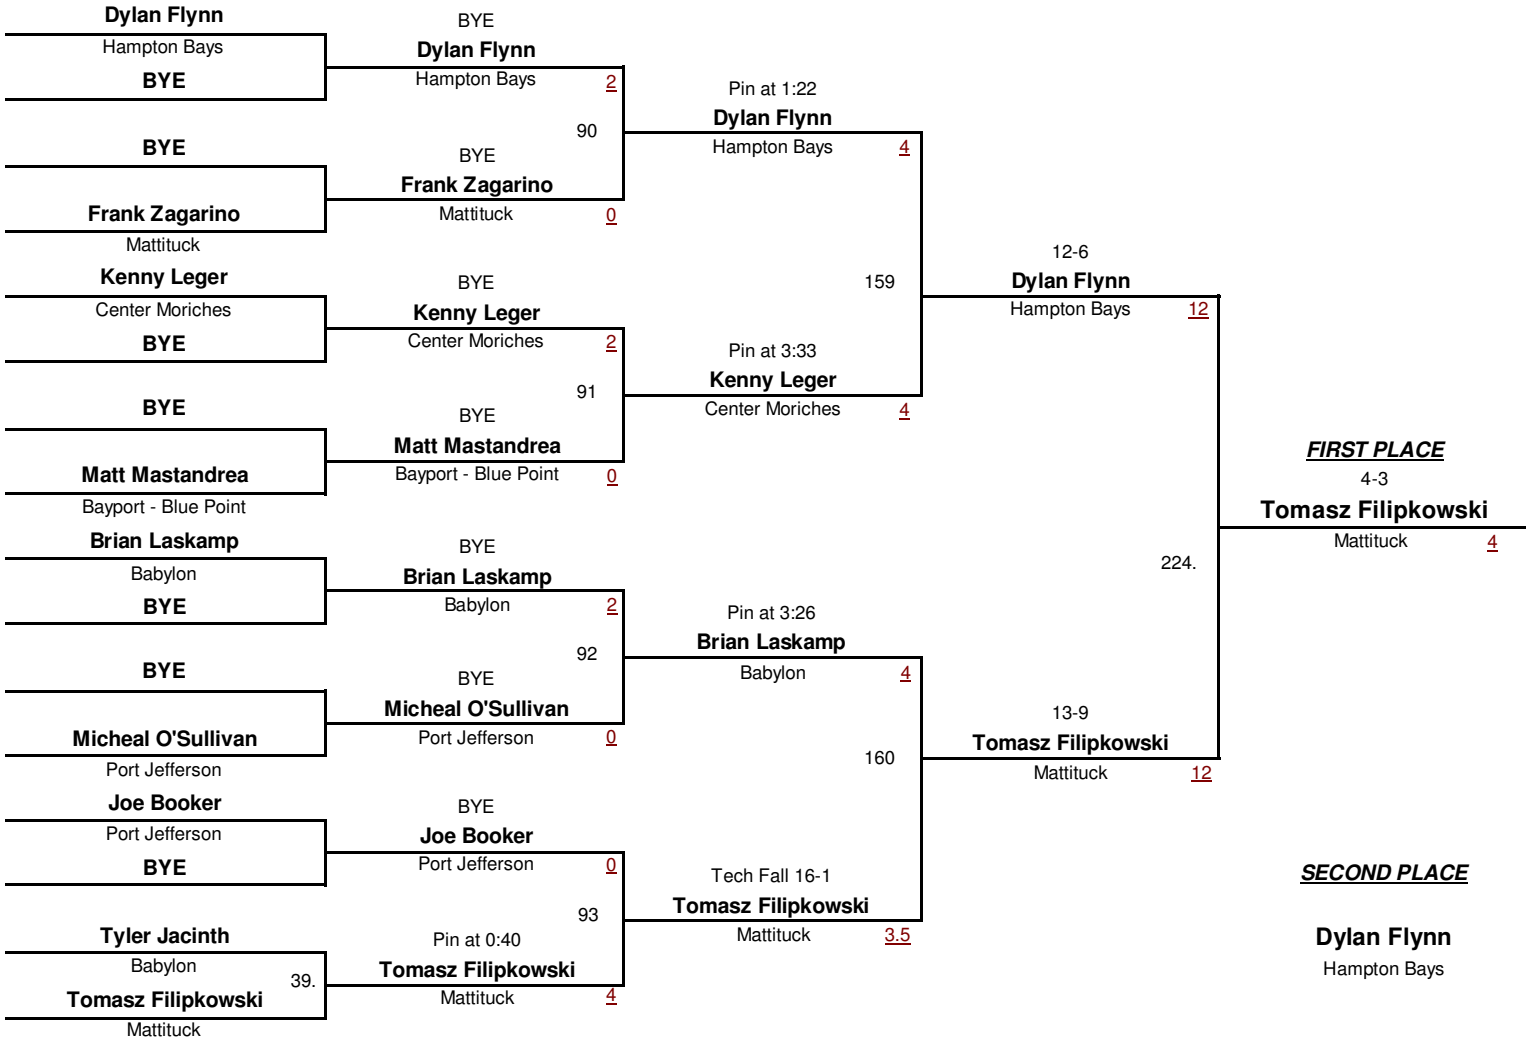 Dylan Flynn
Hampton Bays
BYE
BYE
Frank Zagarino
Mattituck
Kenny Leger
Center Moriches
BYE
BYE
Matt Mastandrea
Bayport - Blue Point
Brian Laskamp
Babylon
BYE
BYE
Micheal O'Sullivan
Port Jefferson
Joe Booker
Port Jefferson
BYE
Tyler Jacinth
Babylon
39.
Tomasz Filipkowski
Mattituck
BYE
Dylan Flynn
Hampton Bays 2
90
BYE
Frank Zagarino
Mattituck 0
BYE
Kenny Leger
Center Moriches 2
91
BYE
Matt Mastandrea
Bayport - Blue Point 0
BYE
Brian Laskamp
Babylon 2
92
BYE
Micheal O'Sullivan
Port Jefferson 0
BYE
Joe Booker
Port Jefferson 0
93
Pin at 0:40
Tomasz Filipkowski
Mattituck 4
Pin at 1:22
Dylan Flynn
Hampton Bays 4
159
Pin at 3:33
Kenny Leger
Center Moriches 4
Pin at 3:26
Brian Laskamp
Babylon 4
160
Tech Fall 16-1
Tomasz Filipkowski
Mattituck 3.5
12-6
Dylan Flynn
Hampton Bays 12
224.
13-9
Tomasz Filipkowski
Mattituck 12
FIRST PLACE
4-3
Tomasz Filipkowski
Mattituck 4
SECOND PLACE
Dylan Flynn
Hampton Bays